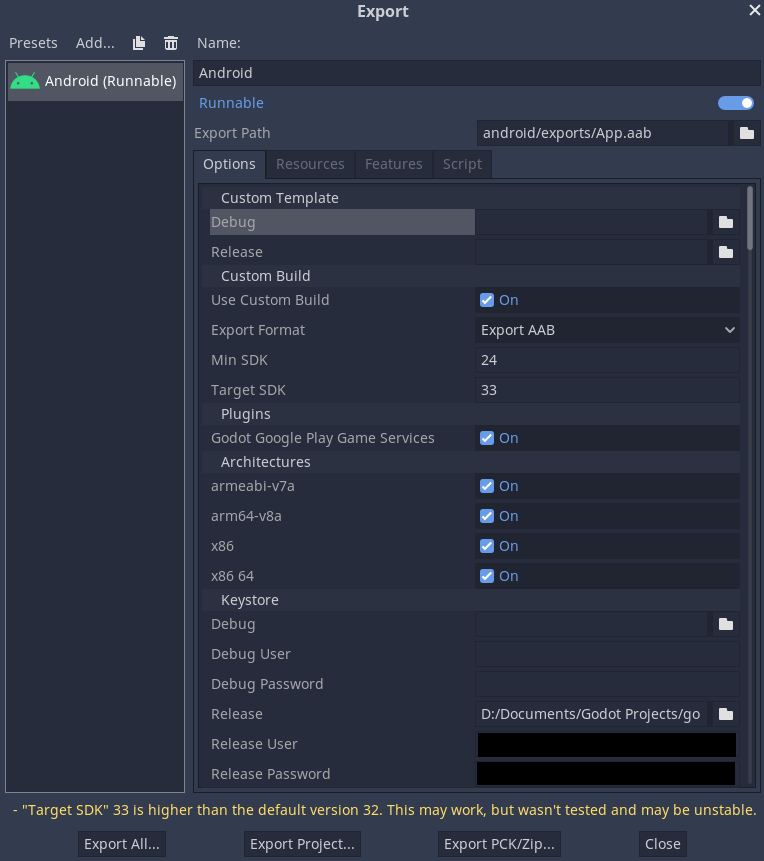 Export
Presets Add... Name:
Android (Runnable)
Android
Runnable
Export Path android/exports/App.aab
Options Resources Features Script
Custom Template
Debug
Release
Custom Build
Use Custom Build On
Export Format Export AAB
Min SDK 24
Target SDK 33
Plugins
Godot Google Play Game Services On
Architectures
armeabi-v7a On
arm64-v8a On
x86 On
x86 64 On
Keystore
Debug
Debug User
Debug Password
Release D:/Documents/Godot Projects/go
Release User
Release Password
- "Target SDK" 33 is higher than the default version 32. This may work, but wasn't tested and may be unstable.
Export All... Export Project... Export PCK/Zip... Close